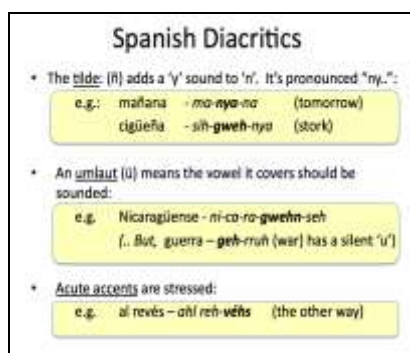 Spanish Diacritics
• The tilde: (ñ) adds a 'y' sound to 'n'. It's pronounced "ny..":
e.g.: mañana - ma-nya-na (tomorrow)
cigüeña - sih-gweh-nya (stork)
• An umlaut (ü) means the vowel it covers should be
sounded:
e.g. Nicaragüense - ni-ca-ra-gwehn-seh
(.. But, guerra – geh-rruh (war) has a silent 'u')
• Acute accents are stressed:
e.g. al revés – ahl reh-véhs (the other way)